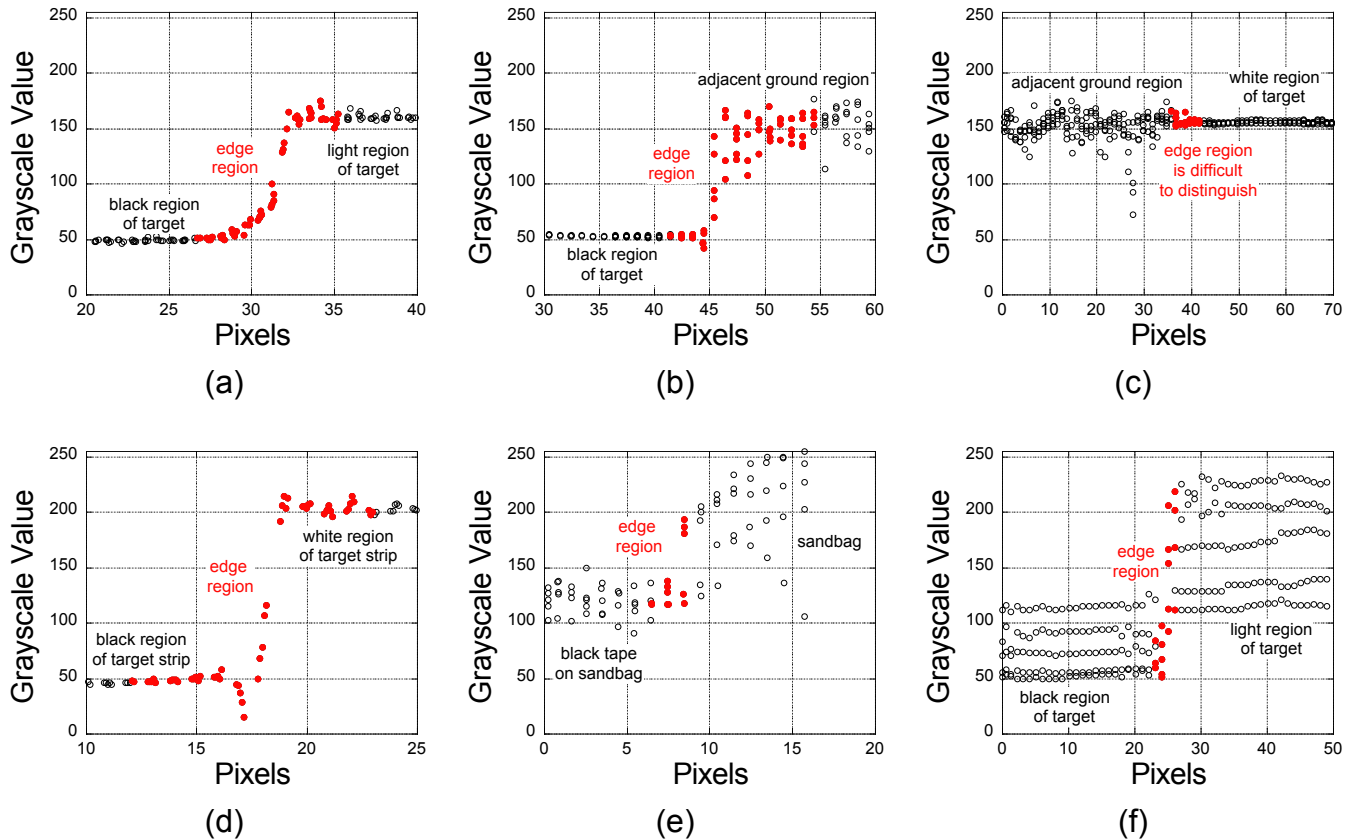 250
200
150
100
50
0
Grayscale Value
black region
of target
edge
region
light region
of target
20 25 30 35 40
Pixels
(a)
250
200
150
100
50
0
Grayscale Value
adjacent ground region
edge
region
black region
of target
30 35 40 45 50 55 60
Pixels
(b)
250
200
150
100
50
0
Grayscale Value
adjacent ground region
white region
of target
edge region
is difficult
to distinguish
0 10 20 30 40 50 60 70
Pixels
(c)
250
200
150
100
50
0
Grayscale Value
edge
region
white region
of target strip
black region
of target strip
10 15 20 25
Pixels
(d)
250
200
150
100
50
0
Grayscale Value
edge
region
sandbag
black tape
on sandbag
0 5 10 15 20
Pixels
(e)
250
200
150
100
50
0
Grayscale Value
edge
region
light region
of target
black region
of target
0 10 20 30 40 50
Pixels
(f)